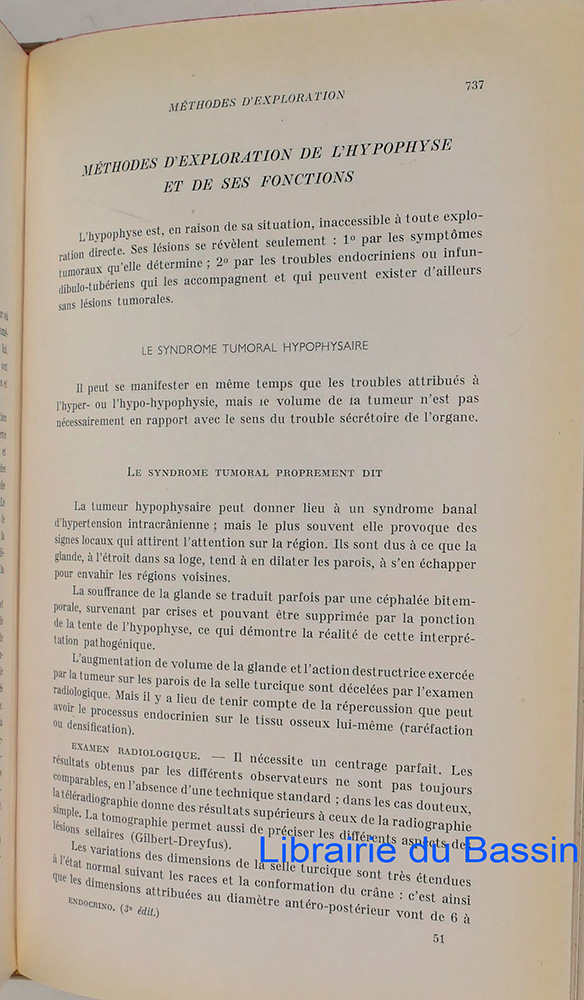 MÉTHODES D'EXPLORATION
737
MÉTHODES D'EXPLORATION DE L'HYPOPHYSE
ET DE SES FONCTIONS
L'hypophyse est, en raison de sa situation, inaccessible à toute explo-
ration directe. Ses lésions se révèlent seulement : 1º par les symptômes
tumoraux qu'elle détermine ; 2º par les troubles endocriniens ou infun-
dibulo-tubériens qui les accompagnent et qui peuvent exister d'ailleurs
sans lésions tumorales.
LE SYNDROME TUMORAL HYPOPHYSAIRE
Il peut se manifester en même temps que les troubles attribués à
l'hyper- ou l'hypo-hypophysie, mais le volume de la tumeur n'est pas
nécessairement en rapport avec le sens du trouble sécrétoire de l'organe.
LE SYNDROME TUMORAL PROPREMENT DIT
La tumeur hypophysaire peut donner lieu à un syndrome banal
d'hypertension intracrânienne ; mais le plus souvent elle provoque des
signes locaux qui attirent l'attention sur la région. Ils sont dus à ce que la
glande, à l'étroit dans sa loge, tend à en dilater les parois, à s'en échapper
pour envahir les régions voisines.
La souffrance de la glande se traduit parfois par une céphalée bitem-
porale, survenant par crises et pouvant être supprimée par la ponction
de la tente de l'hypophyse, ce qui démontre la réalité de cette interpré-
tation pathogénique.
L'augmentation de volume de la glande et l'action destructrice exercée
par la tumeur sur les parois de la selle turcique sont décelées par l'examen
radiologique. Mais il y a lieu de tenir compte de la répercussion que peut
avoir le processus endocrinien sur le tissu osseux lui-même (raréfaction
ou densification).
EXAMEN RADIOLOGIQUE. — Il nécessite un centrage parfait. Les
résultats obtenus par les différents observateurs ne sont pas toujours
comparables, en l'absence d'une technique standard ; dans les cas douteux,
la téléradiographie donne des résultats supérieurs à ceux de la radiographie
simple. La tomographie permet aussi de préciser les différents aspects des
lésions sellaires (Gilbert-Dreyfus).
Librairie du Bassin
Les variations des dimensions de la selle turcique sont très étendues
à l'état normal suivant les races et la conformation du crâne : c'est ainsi
que les dimensions attribuées au diamètre antéro-postérieur vont de 6 à
ENDOCRINO. (3e édit.)
51